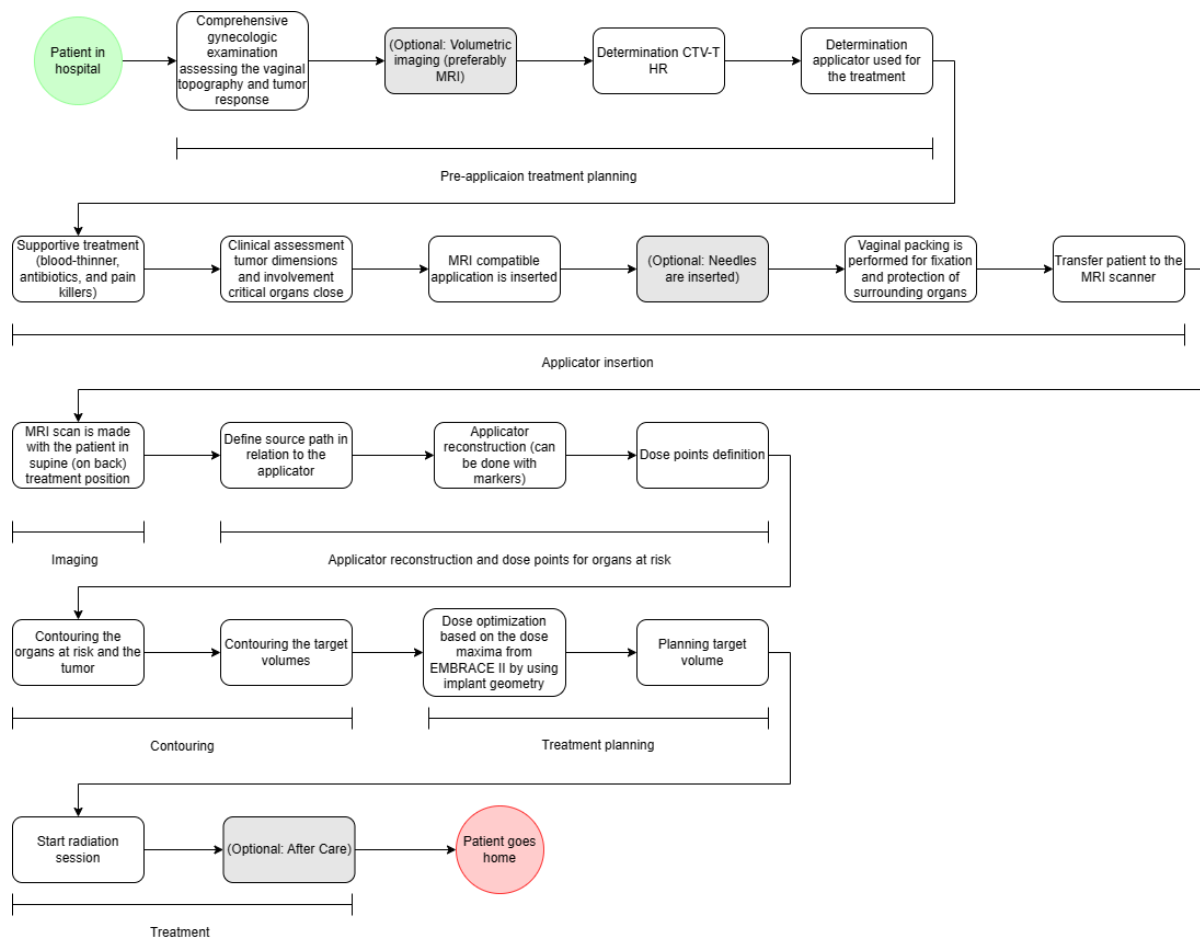 Patient in
hospital
Comprehensive
gynecologic
examination
assessing the vaginal
topography and tumor
response
(Optional: Volumetric
imaging (preferably
MRI)
Determination CTV-T
HR
Determination
applicator used for
the treatment
Pre-applicaion treatment planning
Supportive treatment
(blood-thinner,
antibiotics, and pain
killers)
Clinical assessment
tumor dimensions
and involvement
critical organs close
MRI compatible
application is inserted
(Optional: Needles
are inserted)
Vaginal packing is
performed for fixation
and protection of
surrounding organs
Transfer patient to the
MRI scanner
Applicator insertion
MRI scan is made
with the patient in
supine (on back)
treatment position
Define source path in
relation to the
applicator
Applicator
reconstruction (can
be done with
markers)
Dose points definition
Imaging
Applicator reconstruction and dose points for organs at risk
Contouring the
organs at risk and the
tumor
Contouring the target
volumes
Dose optimization
based on the dose
maxima from
EMBRACE II by using
implant geometry
Planning target
volume
Contouring
Treatment planning
Start radiation
session
(Optional: After Care)
Patient goes
home
Treatment